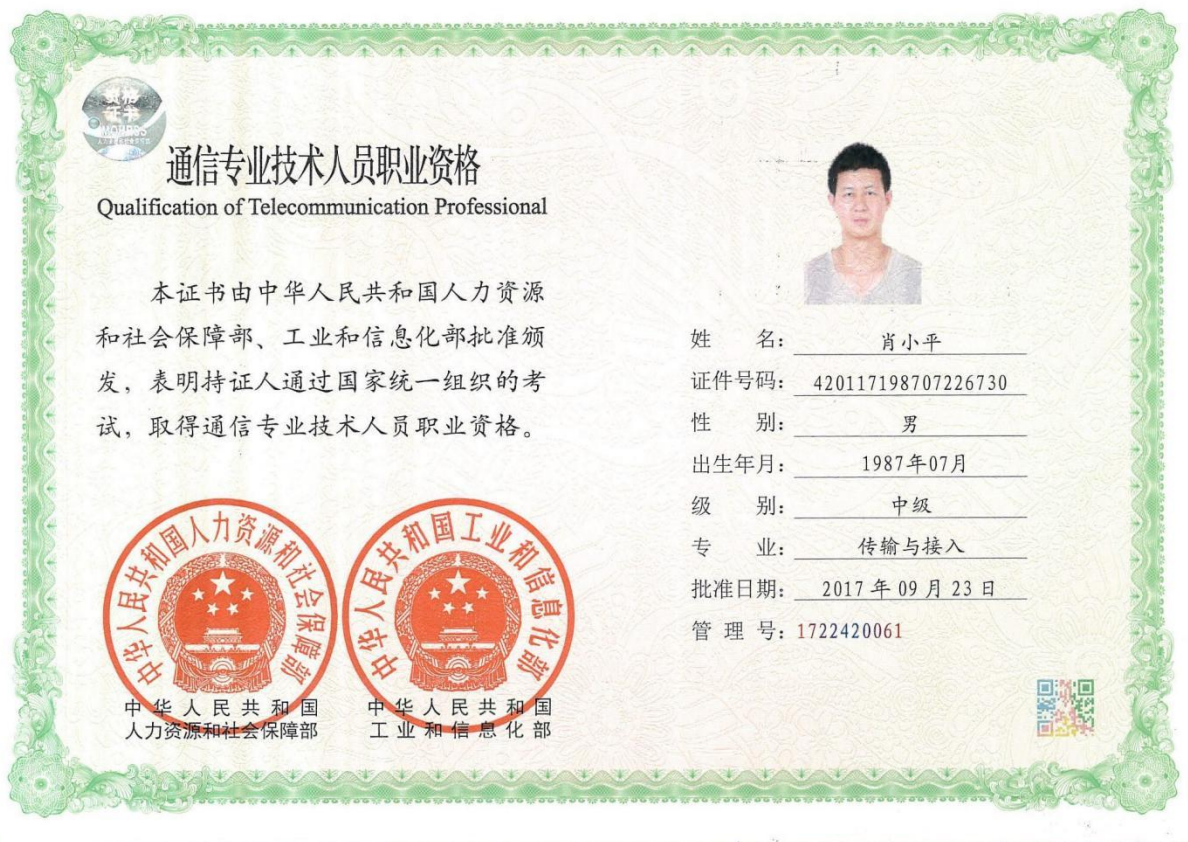 资格
证书
MOHRSS
通信专业技术人员职业资格
Qualification of Telecommunication Professional
本证书由中华人民共和国人力资源
和社会保障部、工业和信息化部批准颁
发，表明持证人通过国家统一组织的考
试，取得通信专业技术人员职业资格。
姓 名： 肖小平
证件号码： 420117198707226730
性 别： 男
出生年月： 1987年07月
级 别： 中级
专 业： 传输与接入
批准日期： 2017 年 09 月 23 日
管 理 号：1722420061
中华人民共和国人力资源和社会保障部
中华人民共和国工业和信息化部
中 华 人 民 共 和 国
人力资源和社会保障部
中 华 人 民 共 和 国
工 业 和 信 息 化 部